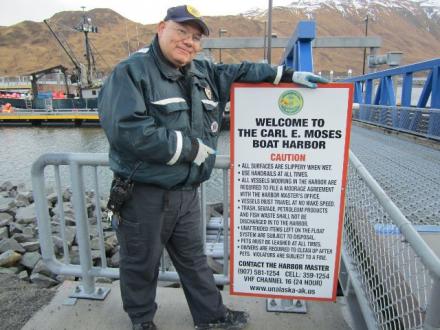 WELCOME TO
THE CARL E. MOSES
BOAT HARBOR
CAUTION
• ALL SURFACES ARE SLIPPERY WHEN WET.
• USE HANDRAILS AT ALL TIMES.
• ALL VESSELS MOORING IN THE HARBOR ARE
REQUIRED TO FILE A MOORAGE AGREEMENT
WITH THE HARBOR MASTER'S OFFICE.
• VESSELS MUST BE AT NO WAKE SPEED.
• TRASH, SEWAGE, PETROLEUM PRODUCTS
AND FISH WASTE SHALL NOT BE
DISCHARGED IN TO THE HARBOR.
• UNATTENDED ITEMS LEFT ON THE FLOAT
SYSTEM ARE SUBJECT TO DISPOSAL.
• PETS MUST BE LEASHED AT ALL TIMES.
• OWNERS ARE REQUIRED TO CLEAN UP AFTER
PETS. VIOLATORS ARE SUBJECT TO A FINE.
CONTACT THE HARBOR MASTER
(907) 581-1254 CELL: 359-1254
VHF CHANNEL 16 (24 HOUR)
www.unalaska-ak.us